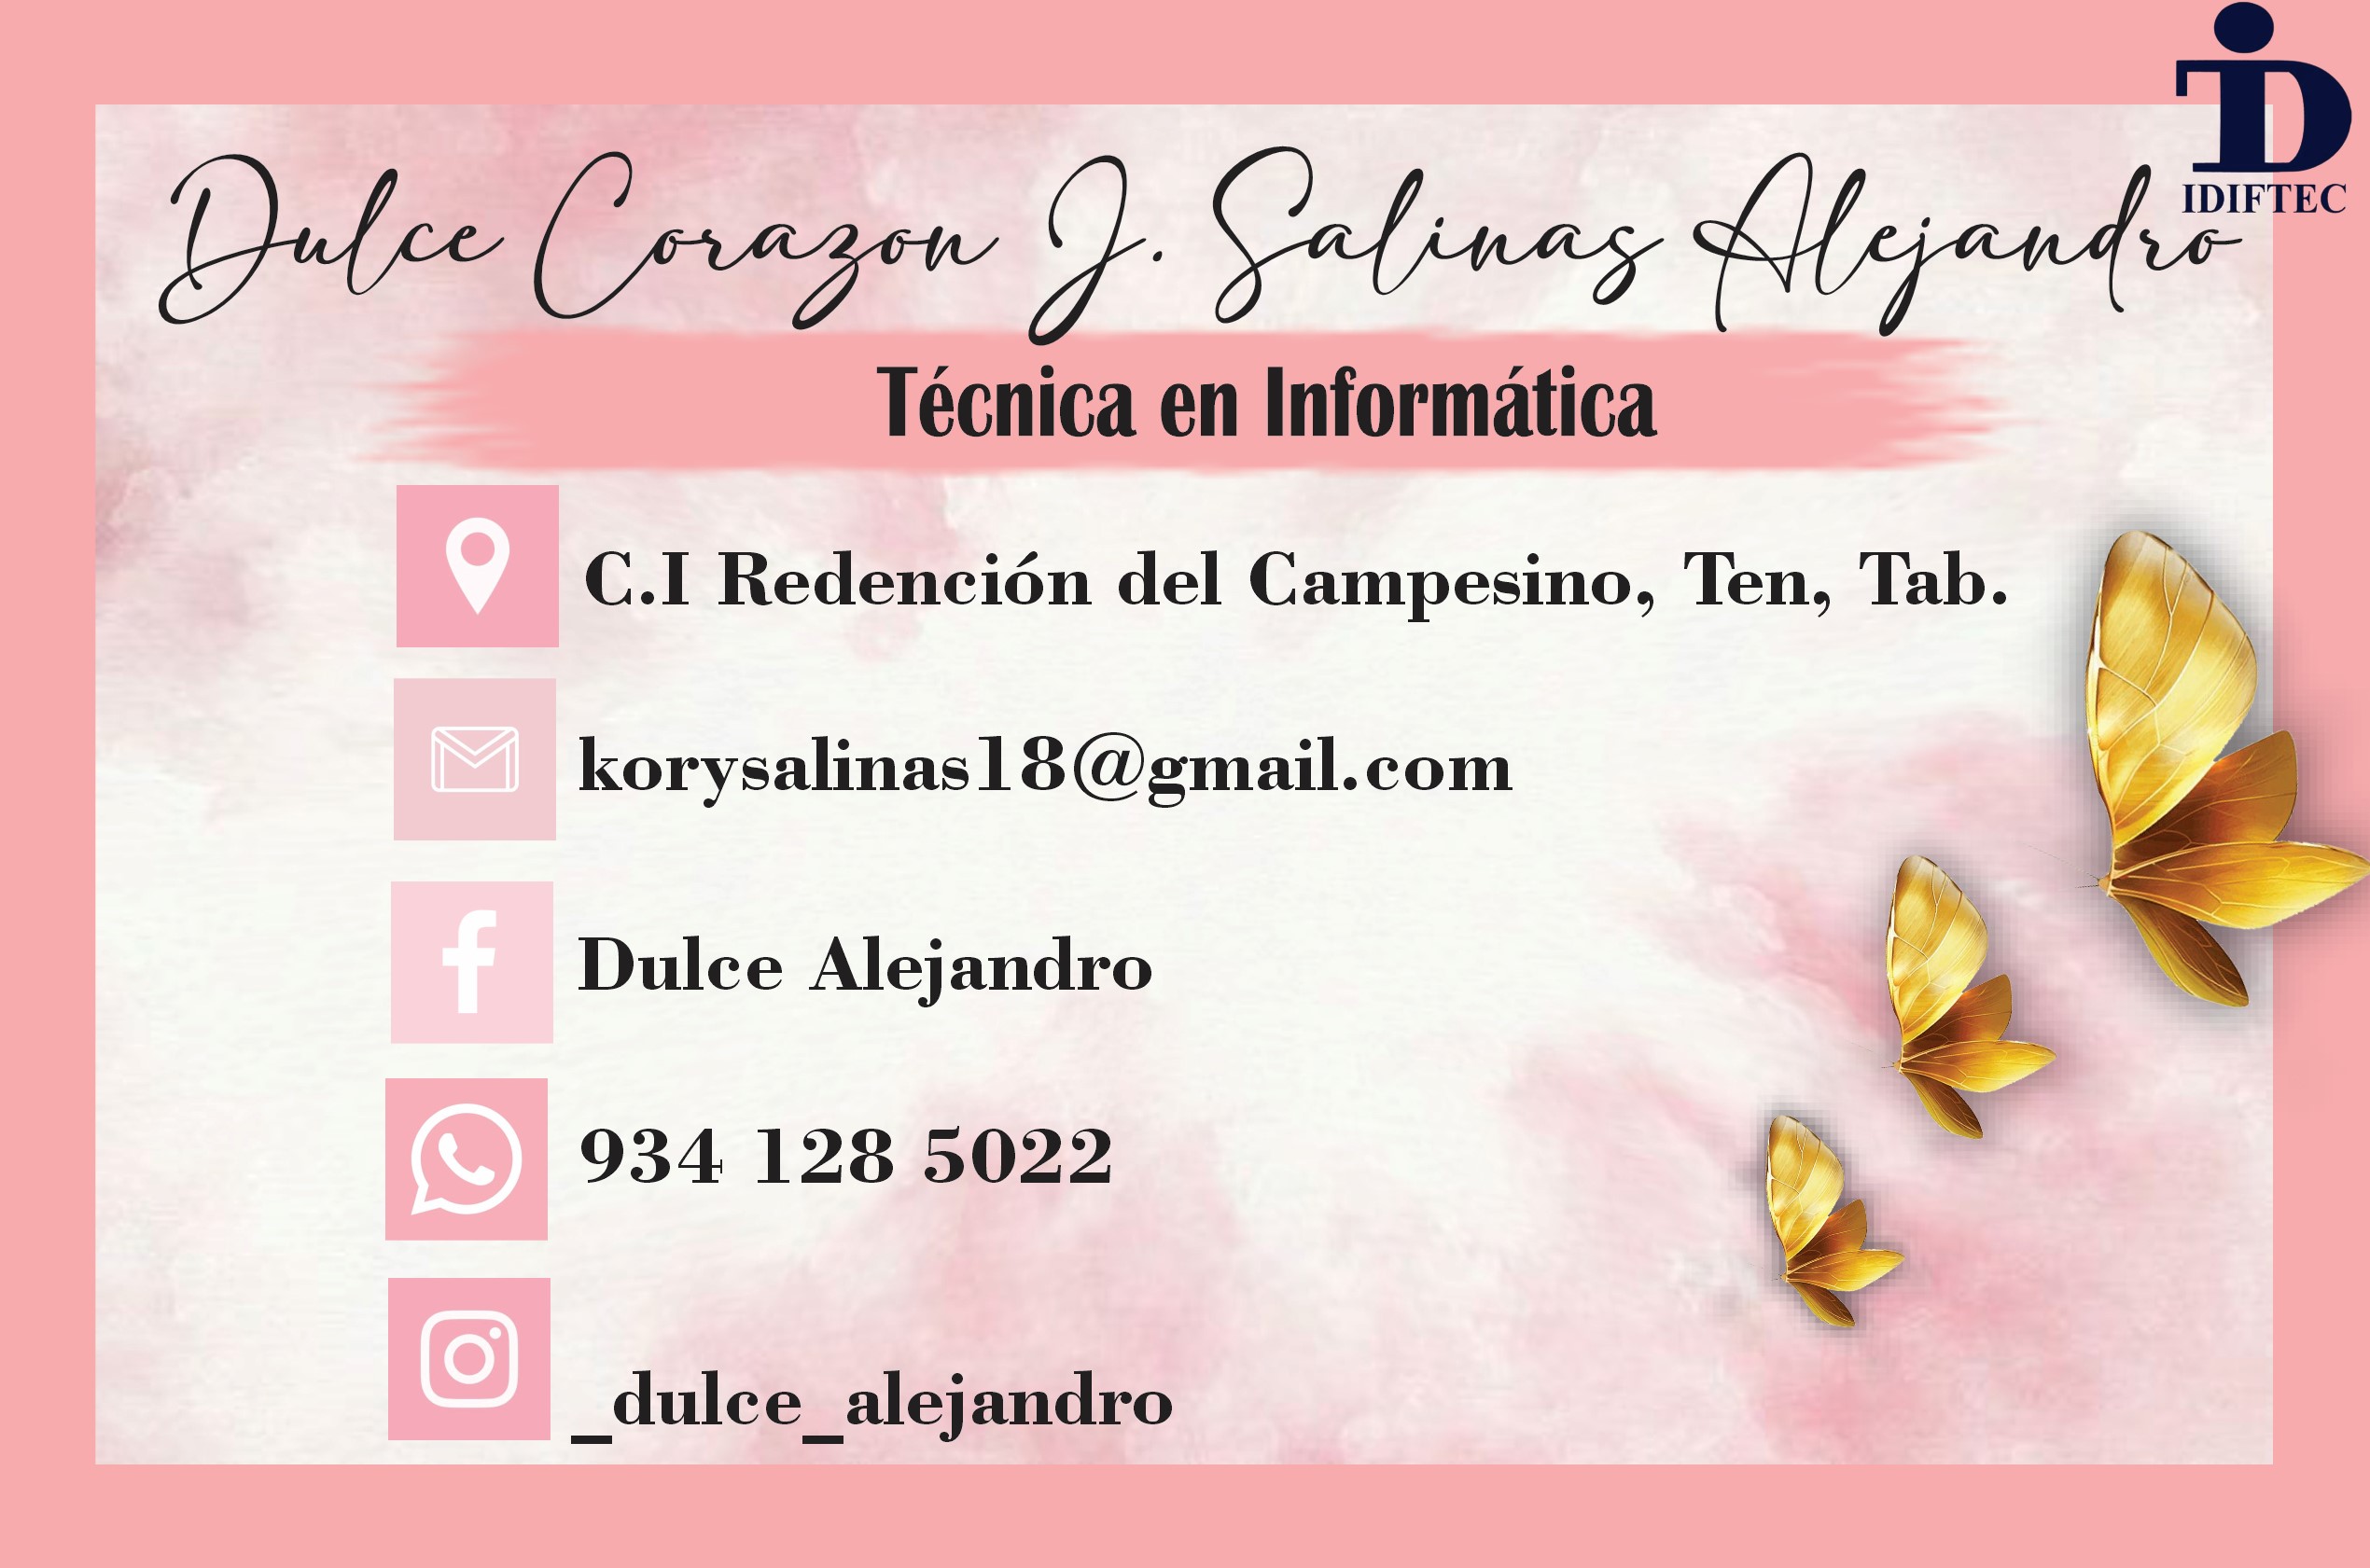 IDIFTEC
Dulce Corazon J. Salinas Alejandro
Técnica en Informática
C.I Redención del Campesino, Ten, Tab.
korysalinas18@gmail.com
Dulce Alejandro
934 128 5022
_dulce_alejandro